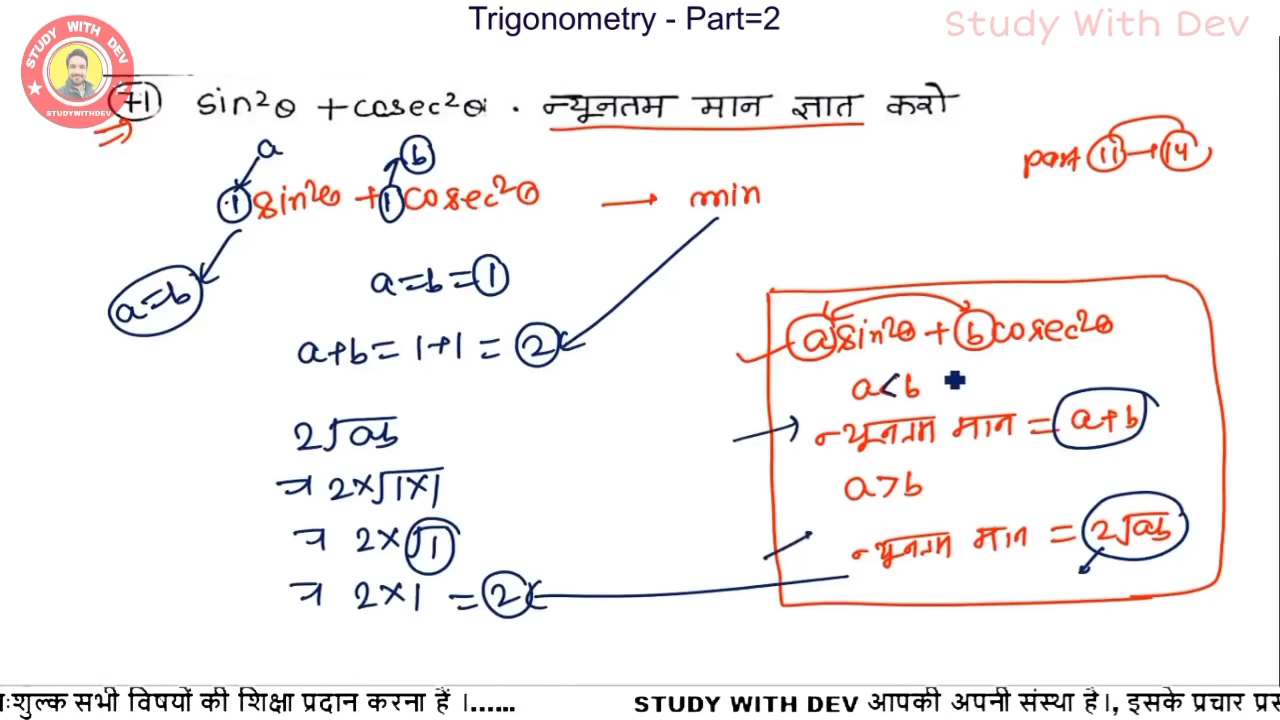 Trigonometry - Part=2
Study With Dev
STUDY WITH DEV
STUDYWITHDEV
71 sin²θ + cosec²θ . न्यूनतम मान ज्ञात करो
part 11 → 14
a
b
1 sin²θ + 1 cosec²θ → min
a=b
a=b=1
a+b = 1+1 = 2
2√ab
⇒ 2×√1×1
⇒ 2×√1
⇒ 2×1 = 2
a sin²θ + b cosec²θ
a<b
न्यूनतम मान = a+b
a>b
न्यूनतम मान = 2√ab
:शुल्क सभी विषयों की शिक्षा प्रदान करना हैं ।...... STUDY WITH DEV आपकी अपनी संस्था है।, इसके प्रचार प्रस